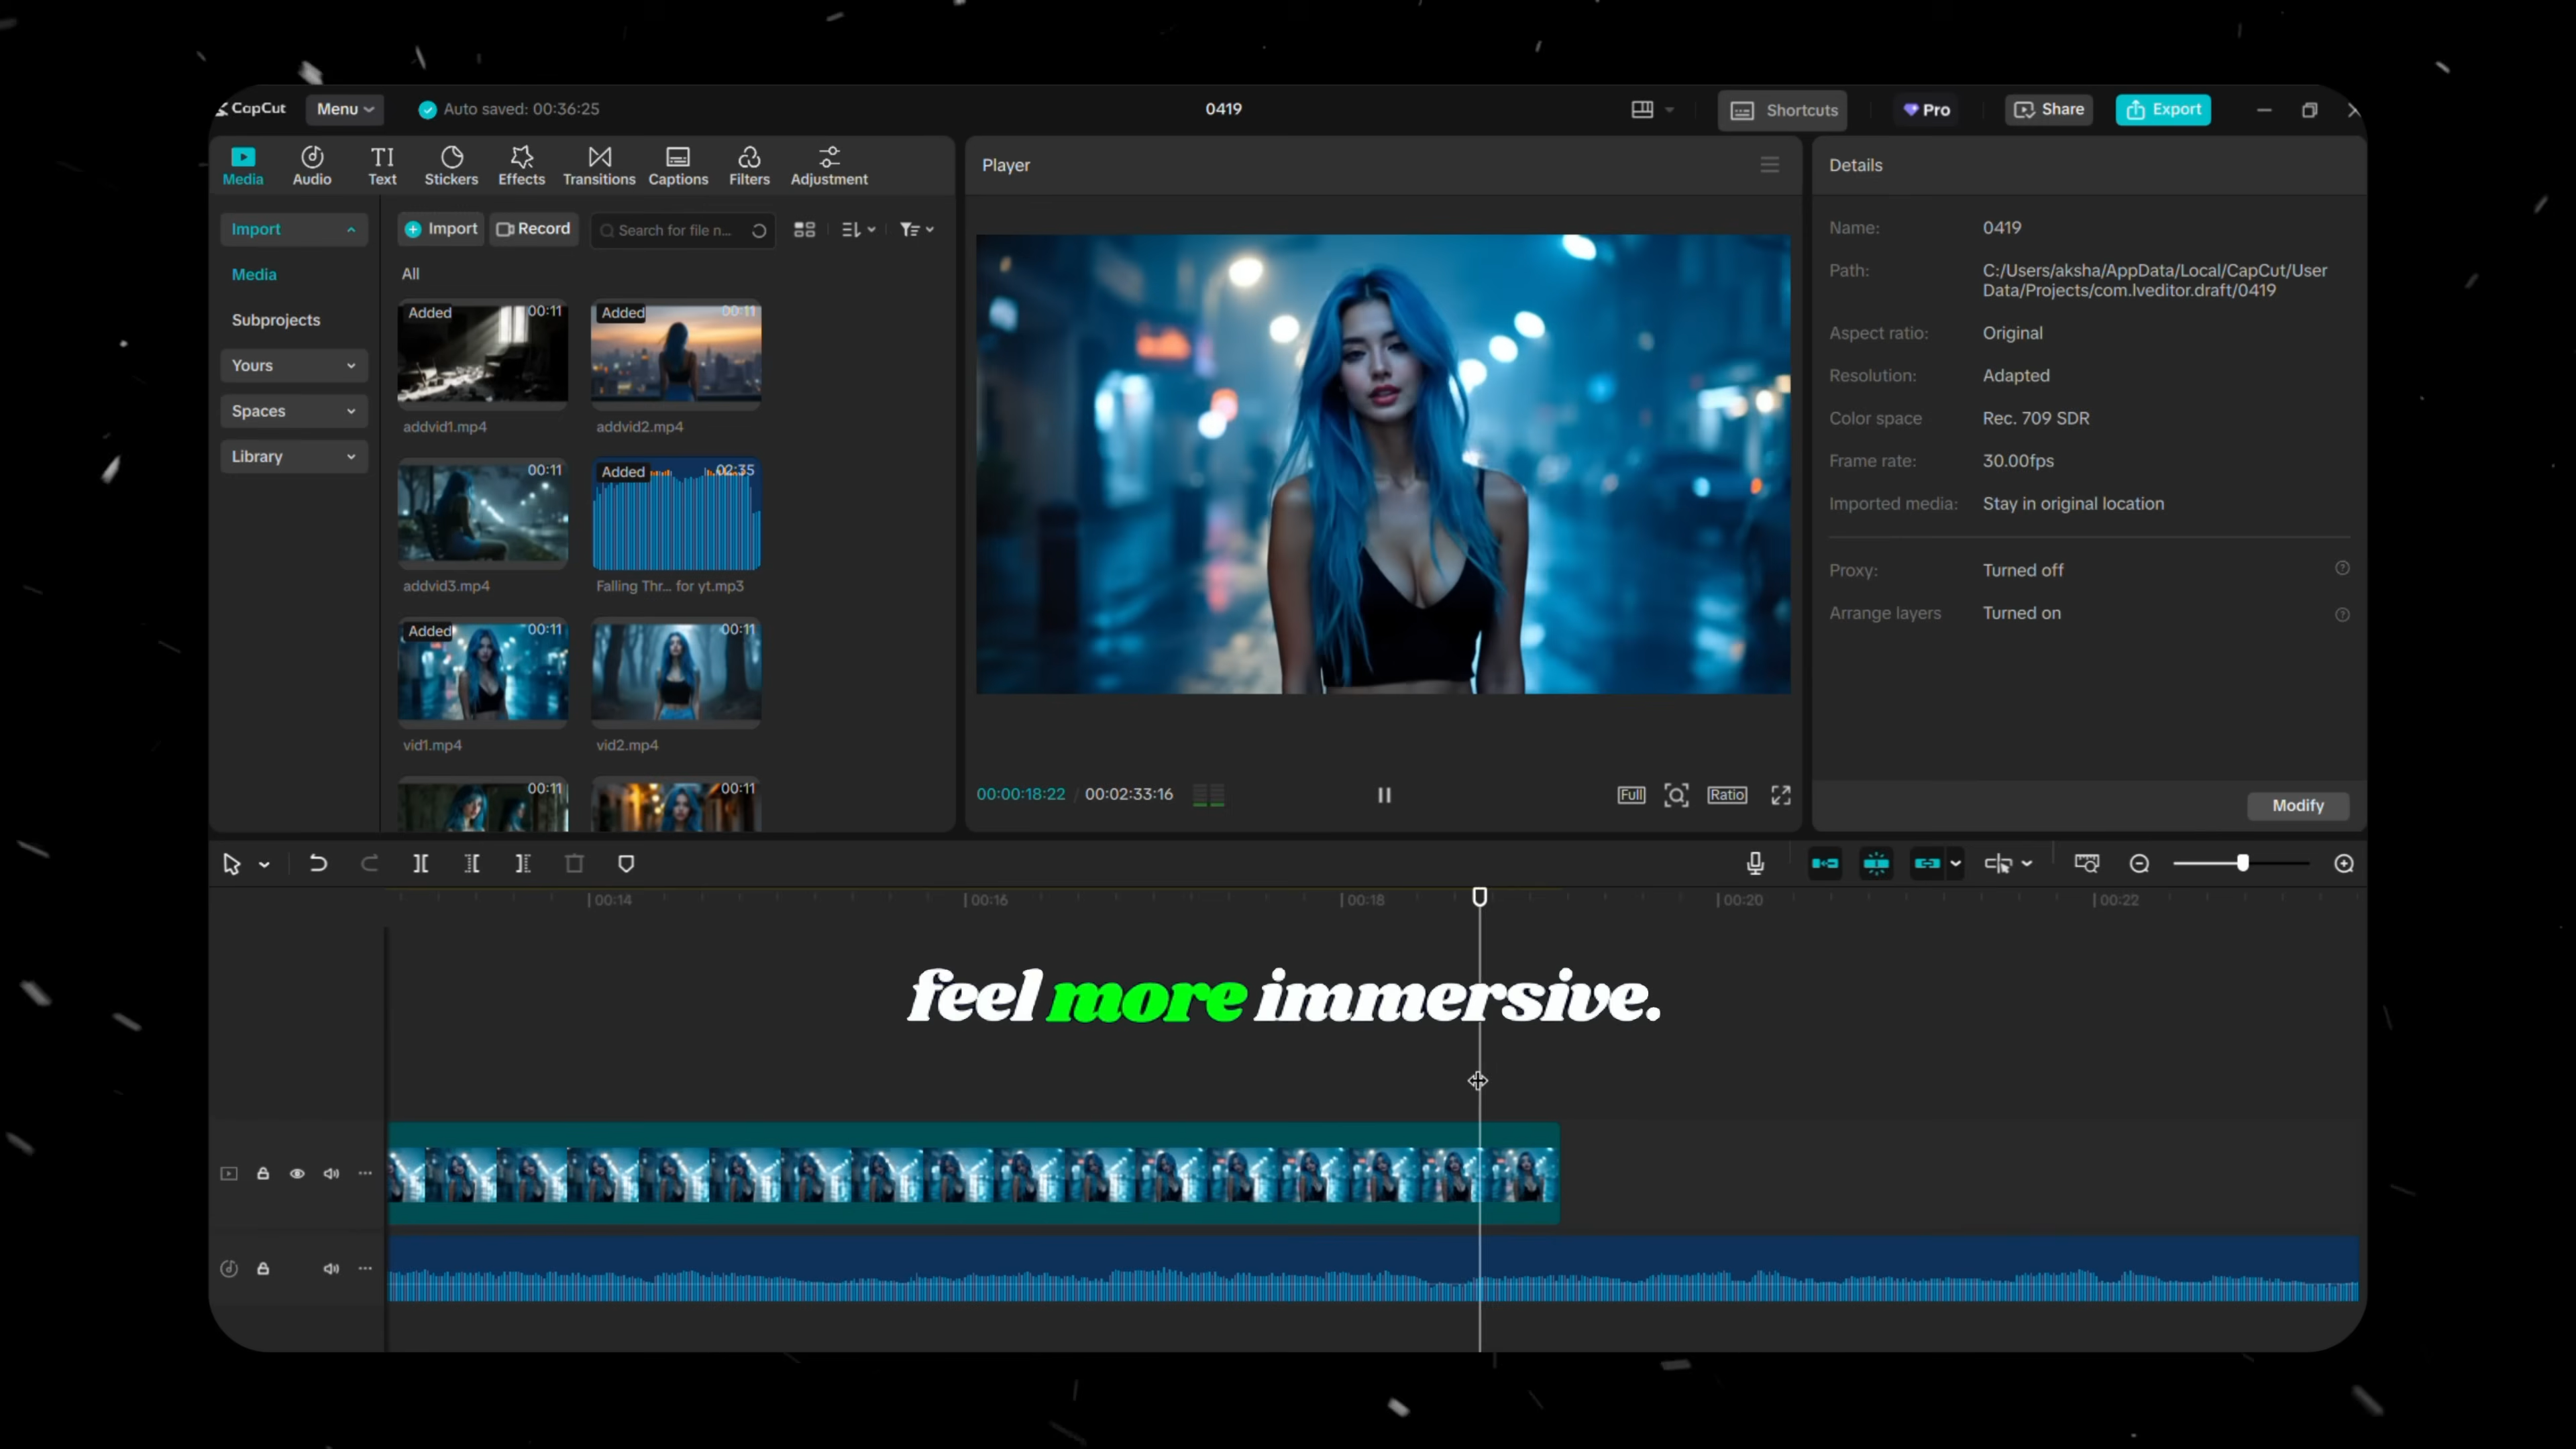 CapCut
Menu
Auto saved: 00:36:25
0419
Shortcuts
Pro
Share
Export
Media
Audio
TI
Text
Stickers
Effects
Transitions
Captions
Filters
Adjustment
Import
Media
Subprojects
Yours
Spaces
Library
Import
Record
Search for file n...
All
Added 00:11
addvid1.mp4
Added 00:11
addvid2.mp4
00:11
addvid3.mp4
Added 02:35
Falling Thr... for yt.mp3
Added 00:11
vid1.mp4
00:11
vid2.mp4
00:11
00:11
Player
00:00:18:22 / 00:02:33:16
Full
Ratio
Details
Name: 0419
Path: C:/Users/aksha/AppData/Local/CapCut/User
Data/Projects/com.lveditor.draft/0419
Aspect ratio: Original
Resolution: Adapted
Color space Rec. 709 SDR
Frame rate: 30.00fps
Imported media: Stay in original location
Proxy: Turned off
Arrange layers Turned on
Modify
00:14
00:16
00:18
00:20
00:22
feel more immersive.